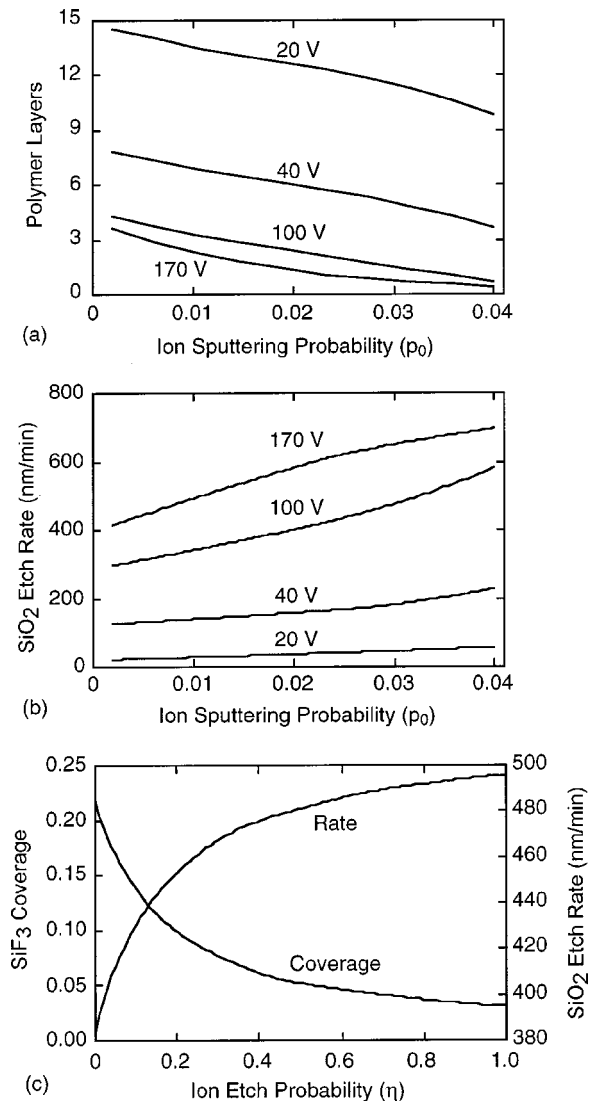 15
12
9
6
3
0
Polymer Layers
20 V
40 V
100 V
170 V
0 0.01 0.02 0.03 0.04
(a)
Ion Sputtering Probability (p₀)
800
600
400
200
0
SiO₂ Etch Rate (nm/min)
170 V
100 V
40 V
20 V
0 0.01 0.02 0.03 0.04
(b)
Ion Sputtering Probability (p₀)
0.25
0.20
0.15
0.10
0.05
0.00
SiF₃ Coverage
Rate
Coverage
500
480
460
440
420
400
380
SiO₂ Etch Rate (nm/min)
0 0.2 0.4 0.6 0.8 1.0
(c)
Ion Etch Probability (η)